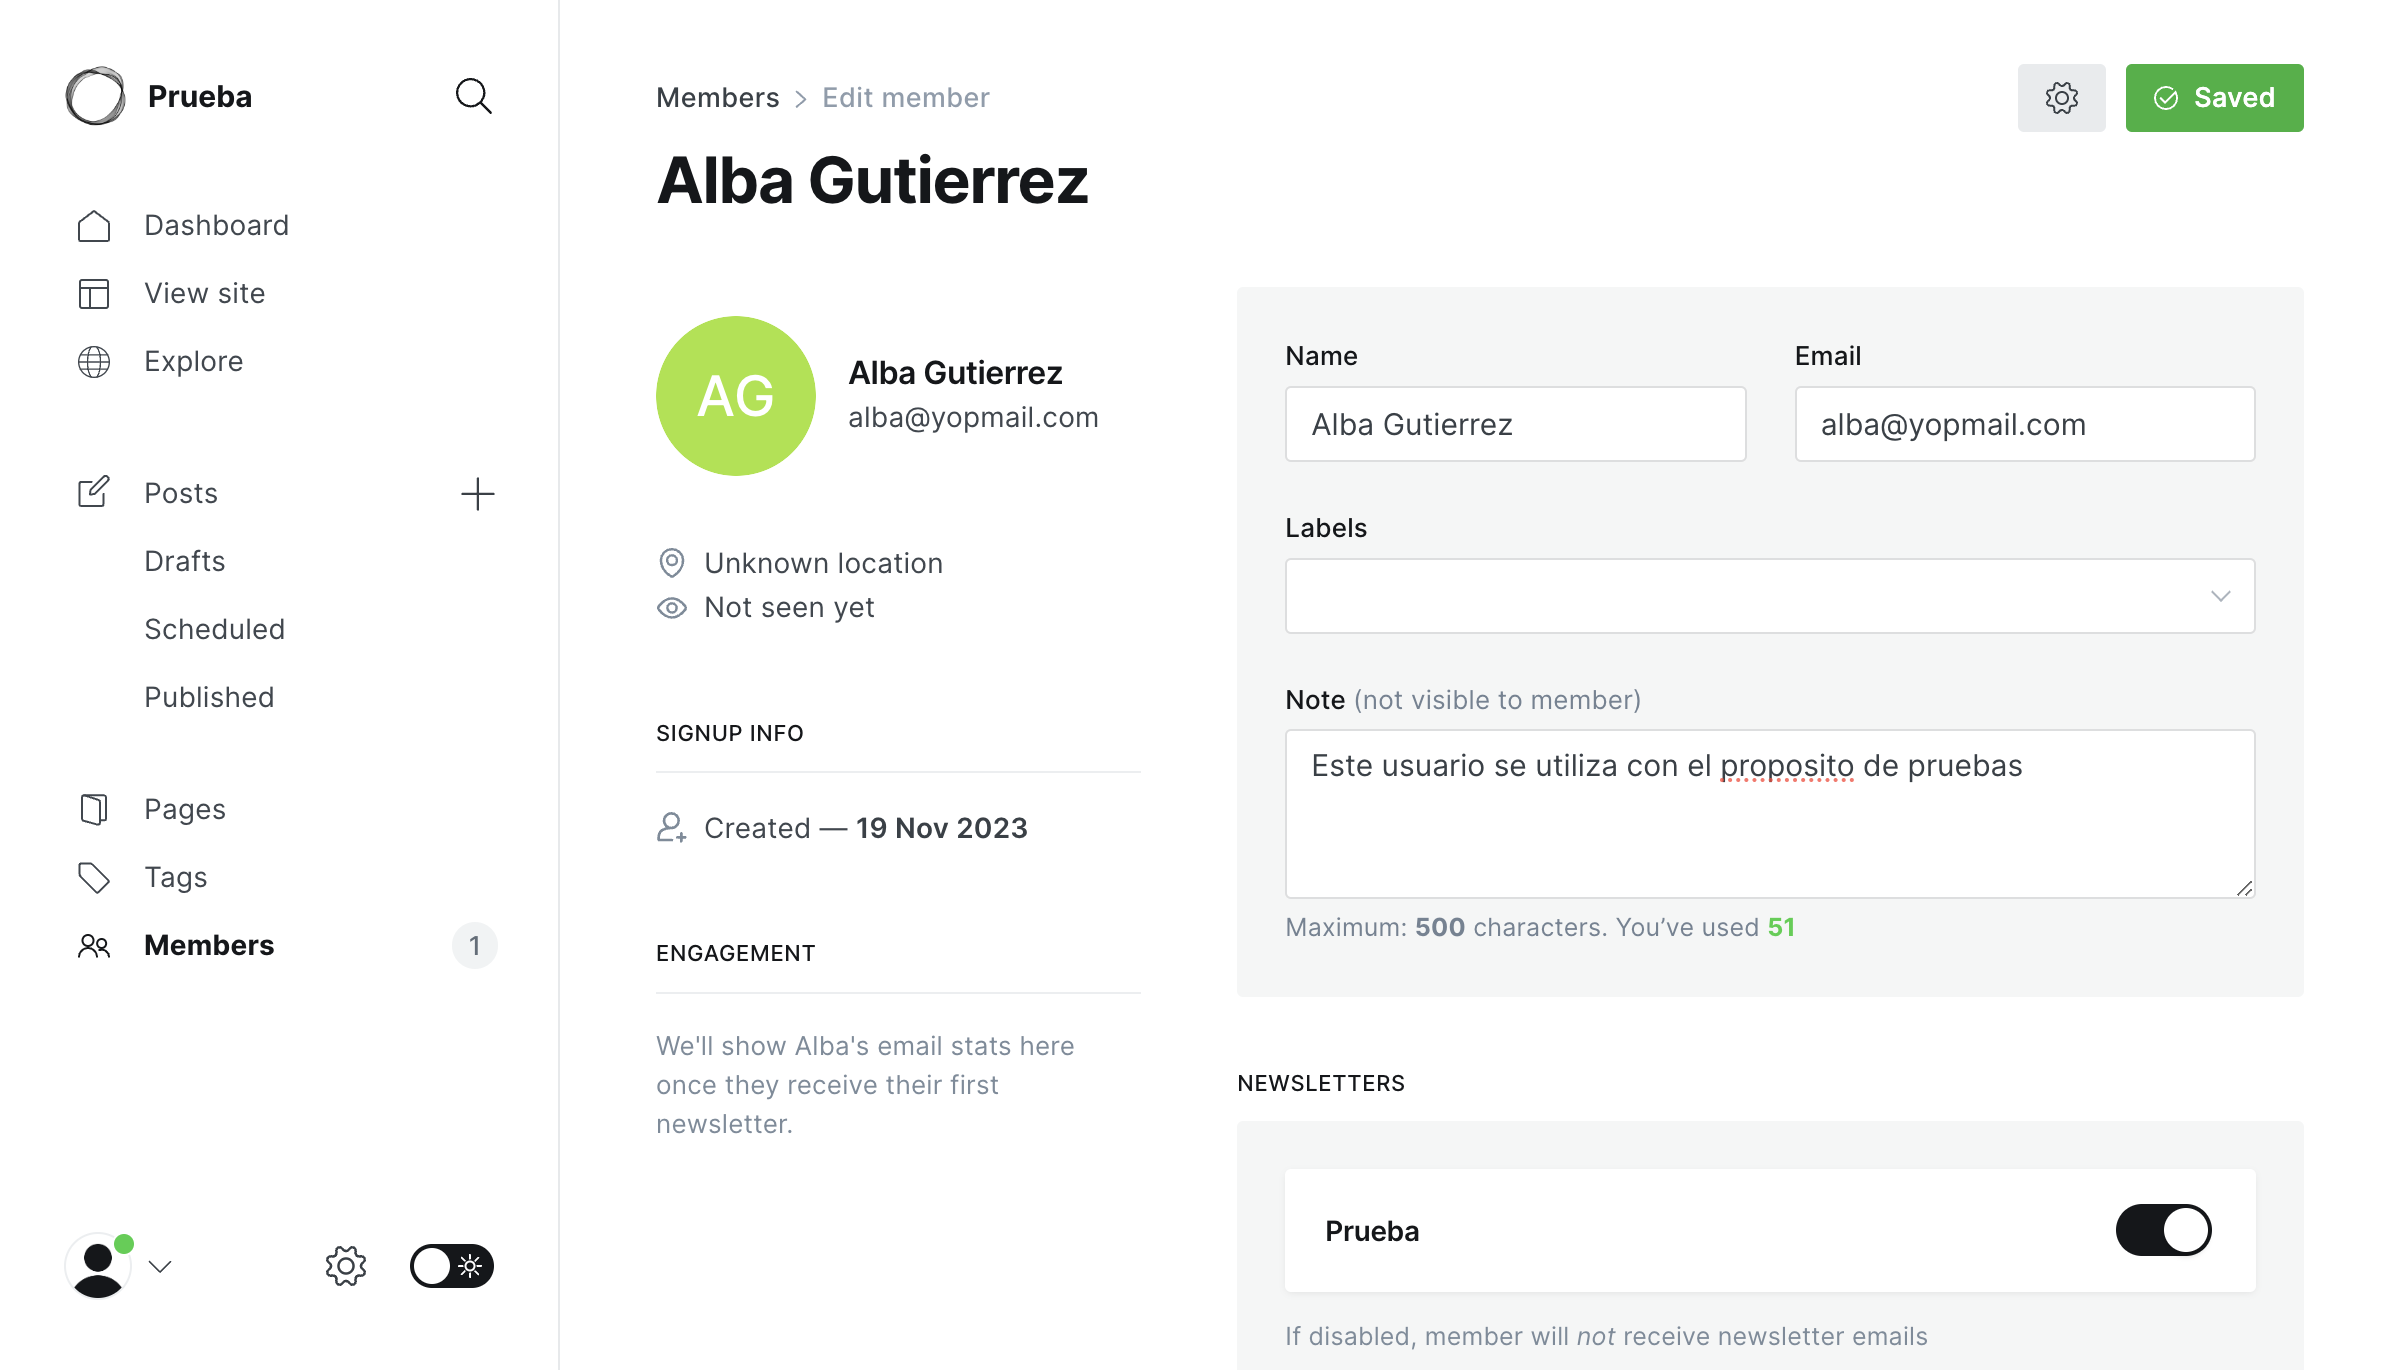 Prueba
Dashboard
View site
Explore
Posts
Drafts
Scheduled
Published
Pages
Tags
Members
1
Members > Edit member
Saved
Alba Gutierrez
AG
Alba Gutierrez
alba@yopmail.com
Unknown location
Not seen yet
SIGNUP INFO
Created — 19 Nov 2023
ENGAGEMENT
We'll show Alba's email stats here
once they receive their first
newsletter.
Name
Alba Gutierrez
Email
alba@yopmail.com
Labels
Note (not visible to member)
Este usuario se utiliza con el proposito de pruebas
Maximum: 500 characters. You’ve used 51
NEWSLETTERS
Prueba
If disabled, member will not receive newsletter emails